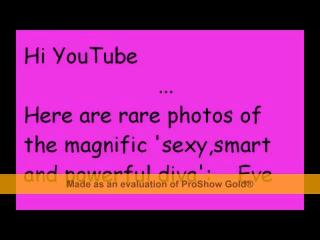 Hi YouTube
...
Here are rare photos of
the magnific 'sexy,smart
and powerful diva': Eve
Made as an evaluation of ProShow Gold®